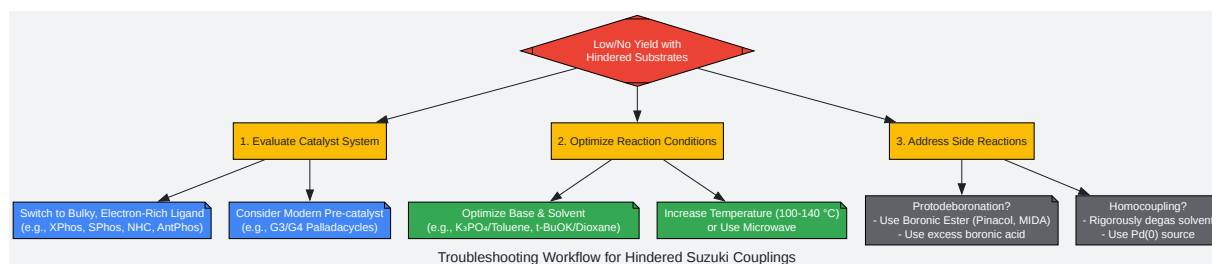 Low/No Yield with
Hindered Substrates
1. Evaluate Catalyst System
2. Optimize Reaction Conditions
3. Address Side Reactions
Switch to Bulky, Electron-Rich Ligand
(e.g., XPhos, SPhos, NHC, AntPhos)
Consider Modern Pre-catalyst
(e.g., G3/G4 Palladacycles)
Optimize Base & Solvent
(e.g., K₃PO₄/Toluene, t-BuOK/Dioxane)
Increase Temperature (100-140 °C)
or Use Microwave
Protodeboronation?
- Use Boronic Ester (Pinacol, MIDA)
- Use excess boronic acid
Homocoupling?
- Rigorously degas solvent
- Use Pd(0) source
Troubleshooting Workflow for Hindered Suzuki Couplings